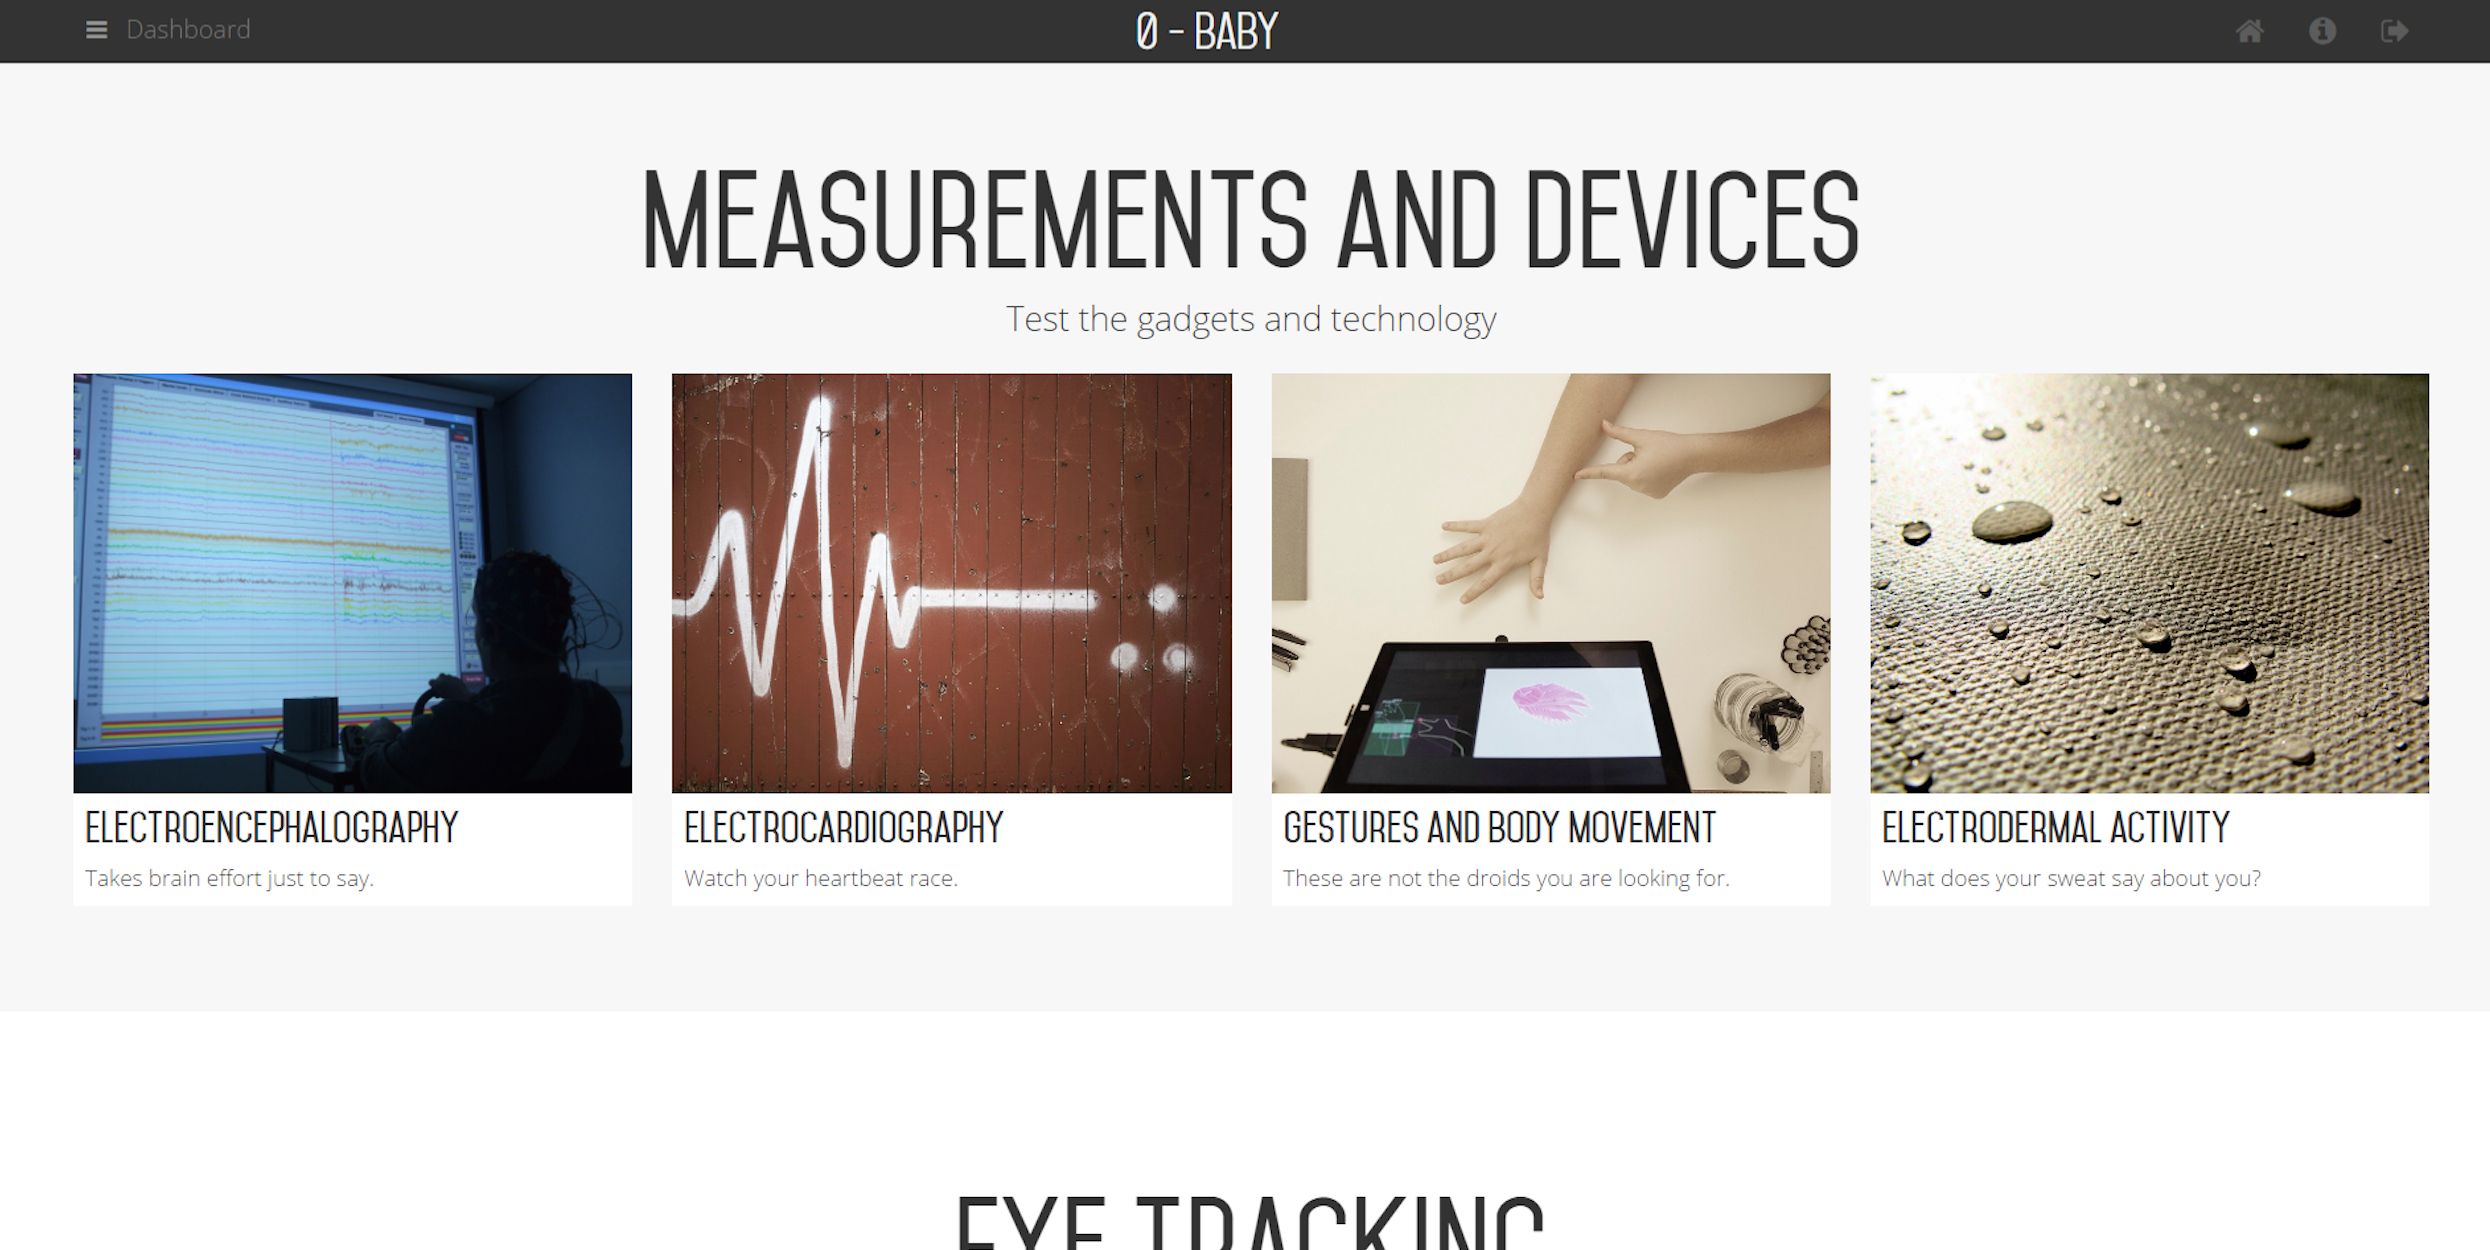 Dashboard
0 - BABY
MEASUREMENTS AND DEVICES
Test the gadgets and technology
ELECTROENCEPHALOGRAPHY
Takes brain effort just to say.
ELECTROCARDIOGRAPHY
Watch your heartbeat race.
GESTURES AND BODY MOVEMENT
These are not the droids you are looking for.
ELECTRODERMAL ACTIVITY
What does your sweat say about you?
EYE TRACKING